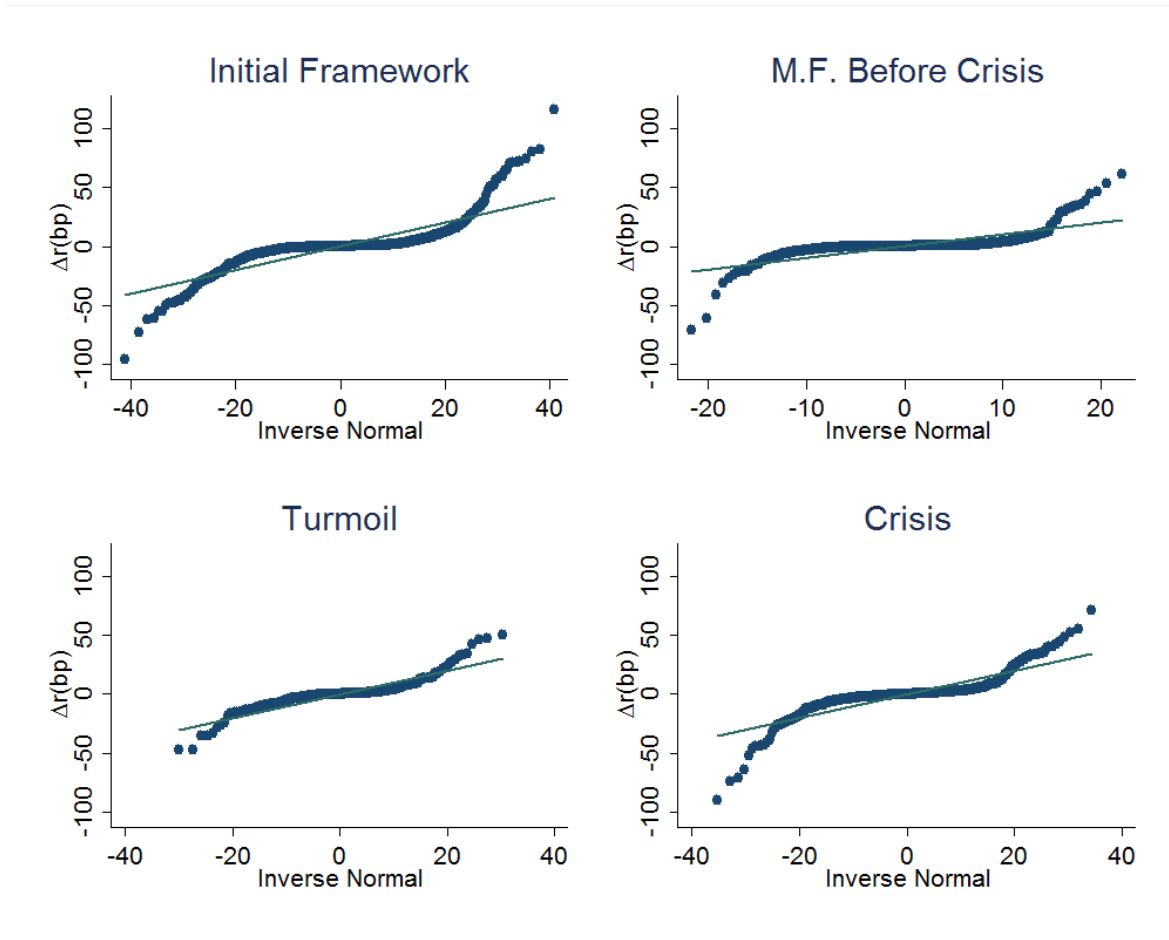 Initial Framework
Δr(bp)
100
50
0
-50
-100
-40 -20 0 20 40
Inverse Normal
M.F. Before Crisis
Δr(bp)
100
50
0
-50
-100
-20 -10 0 10 20
Inverse Normal
Turmoil
Δr(bp)
100
50
0
-50
-100
-40 -20 0 20 40
Inverse Normal
Crisis
Δr(bp)
100
50
0
-50
-100
-40 -20 0 20 40
Inverse Normal